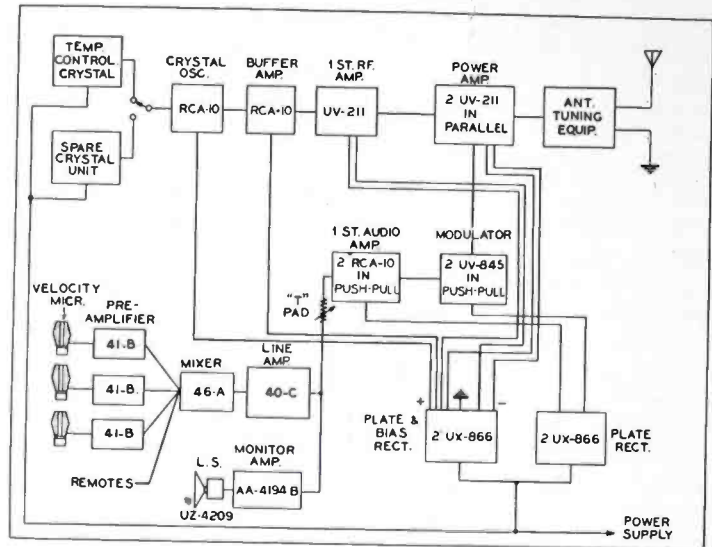 TEMP.
CONTROL
CRYSTAL
SPARE
CRYSTAL
UNIT
CRYSTAL
OSC.
RCA-10
BUFFER
AMP.
RCA-10
1 ST. RF.
AMP.
UV-211
POWER
AMP.
2 UV-211
IN
PARALLEL
ANT.
TUNING
EQUIP.
1 ST. AUDIO
AMP.
2 RCA-10
IN
PUSH-PULL
MODULATOR
2 UV-845
IN
PUSH-PULL
"T"
PAD
VELOCITY
MICR.
PRE-
AMPLIFIER
41-B
41-B.
41-B
REMOTES
MIXER
46-A
LINE
AMP.
40-C
L.S.
UZ-4209
MONITOR
AMP.
AA-4194 B
+
-
PLATE &
BIAS
RECT.
2 UX-866
2 UX-866
PLATE
RECT.
POWER
SUPPLY